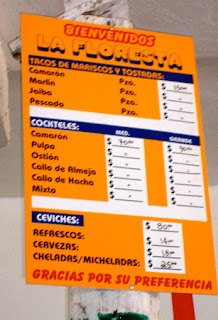 BIENVENIDOS
LA FLORESTA
TACOS DE MARISCOS Y TOSTADAS:
Camarón Pza. $ 15.00
Marlin Pza. $ -
Jaiba Pza. $ -
Pescado Pza. $ -
COCKTELES: MED. GRANDE
Camarón $ 70.00 $ 90.00
Pulpo $ - $ -
Ostión $ - $ -
Callo de Almeja $ - $ -
Callo de Hacha $ - $ -
Mixto $ - $ -
CEVICHES: $ 80.00
REFRESCOS: $ 14.00
CERVEZAS: $ 18.00
CHELADAS/MICHELADAS: $ 25.00
GRACIAS POR SU PREFERENCIA